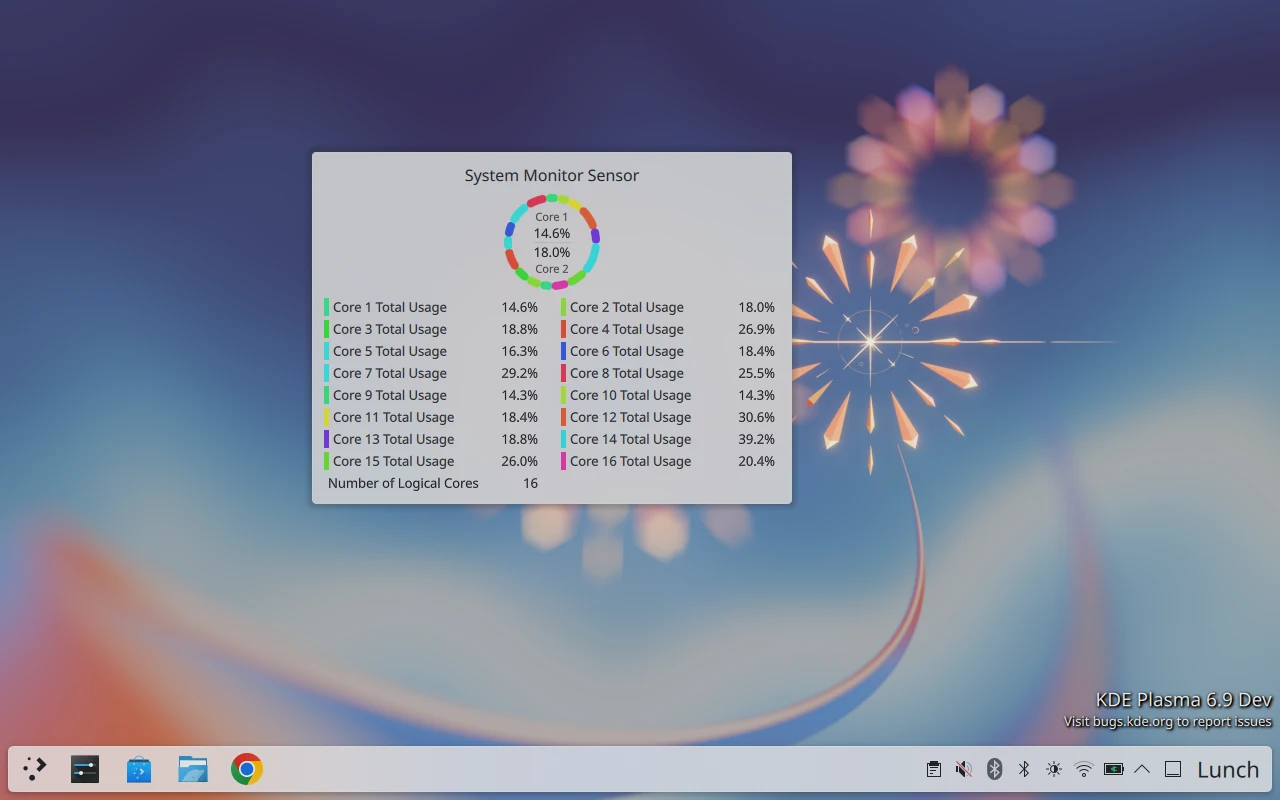 System Monitor Sensor
Core 1
14.6%
18.0%
Core 2
Core 1 Total Usage 14.6% Core 2 Total Usage 18.0%
Core 3 Total Usage 18.8% Core 4 Total Usage 26.9%
Core 5 Total Usage 16.3% Core 6 Total Usage 18.4%
Core 7 Total Usage 29.2% Core 8 Total Usage 25.5%
Core 9 Total Usage 14.3% Core 10 Total Usage 14.3%
Core 11 Total Usage 18.4% Core 12 Total Usage 30.6%
Core 13 Total Usage 18.8% Core 14 Total Usage 39.2%
Core 15 Total Usage 26.0% Core 16 Total Usage 20.4%
Number of Logical Cores 16
KDE Plasma 6.9 Dev
Visit bugs.kde.org to report issues
Lunch